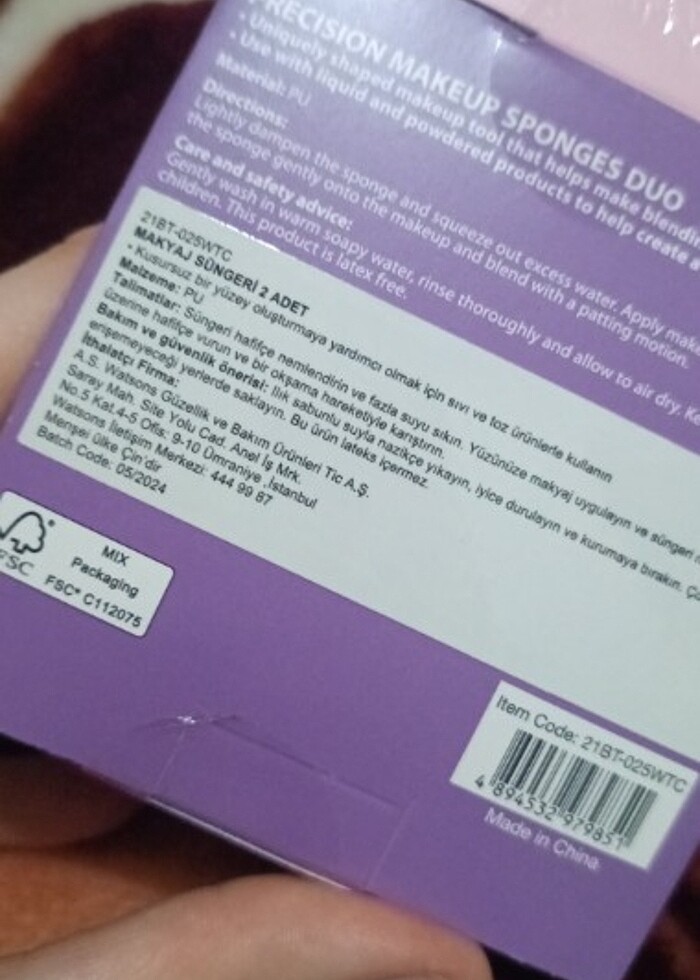 PRECISION MAKEUP SPONGES DUO
• Uniquely shaped makeup tool that helps make
• Use with liquid and powdered products to help create
Material: PU
Directions:
Lightly dampen the sponge and squeeze out excess water. Apply
the sponge gently onto the makeup and blend with a patting motion.
Care and safety advice:
Gently wash in warm soapy water, rinse thoroughly and allow to air dry.
children. This product is latex free.
21BT-025WTC
MAKYAJ SÜNGERİ 2 ADET
• Kusursuz bir yüzey oluşturmaya yardımcı olmak için sıvı ve toz ürünlerle kullanın
Malzeme: PU
Talimatlar: Süngeri hafifçe nemlendirin ve fazla suyu sıkın. Yüzünüze makyaj uygulayın ve süngeri
üzerine hafifçe vurun ve bir okşama hareketiyle karıştırın.
Bakım ve güvenlik önerisi: Ilık sabunlu suyla nazikçe yıkayın, iyice durulayın ve kurumaya bırakın.
erişemeyeceği yerlerde saklayın. Bu ürün lateks içermez.
İthalatçı Firma:
A.S. Watsons Güzellik ve Bakım Ürünleri Tic A.Ş.
Saray Mah. Site Yolu Cad. Anel İş Mrk.
No.5 Kat.4-5 Ofis: 9-10 Ümraniye ,İstanbul
Watsons İletişim Merkezi: 444 99 87
Menşei ülke Çin'dir
Batch Code: 05/2024
FSC
MIX
Packaging
FSC® C112075
Item Code: 21BT-025WTC
4 894532 979851
Made in China